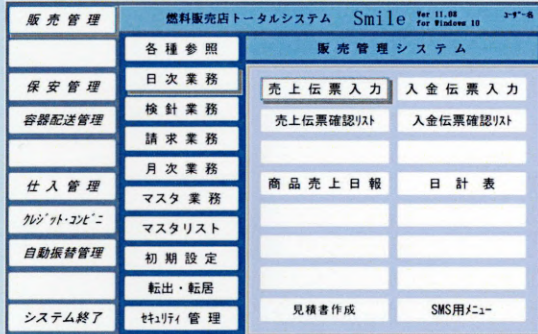 販売管理
燃料販売店トータルシステム Smile Ver 11.08 for Windows 10 ユーザー名
各種参照
販売管理システム
保安管理
日次業務
売上伝票入力
入金伝票入力
容器配送管理
検針業務
売上伝票確認リスト
入金伝票確認リスト
請求業務
仕入管理
月次業務
商品売上日報
日計表
マスタ業務
クレジット・コンビニ
マスタリスト
自動振替管理
初期設定
転出・転居
システム終了
セキュリティ管理
見積書作成
SMS用メニュー